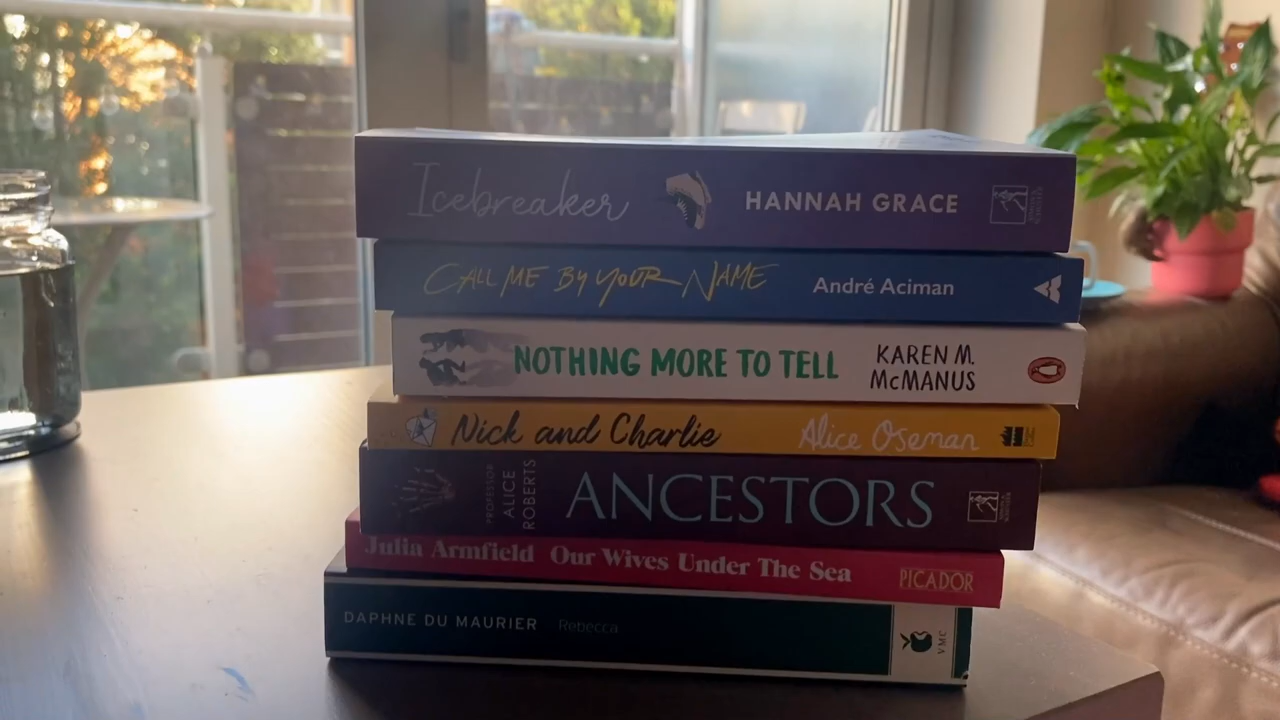 Icebreaker HANNAH GRACE
CALL ME BY YOUR NAME André Aciman
NOTHING MORE TO TELL KAREN M.
McMANUS
Nick and Charlie Alice Oseman
PROFESSOR
ALICE
ROBERTS
ANCESTORS
Julia Armfield Our Wives Under The Sea PICADOR
DAPHNE DU MAURIER Rebecca VMC